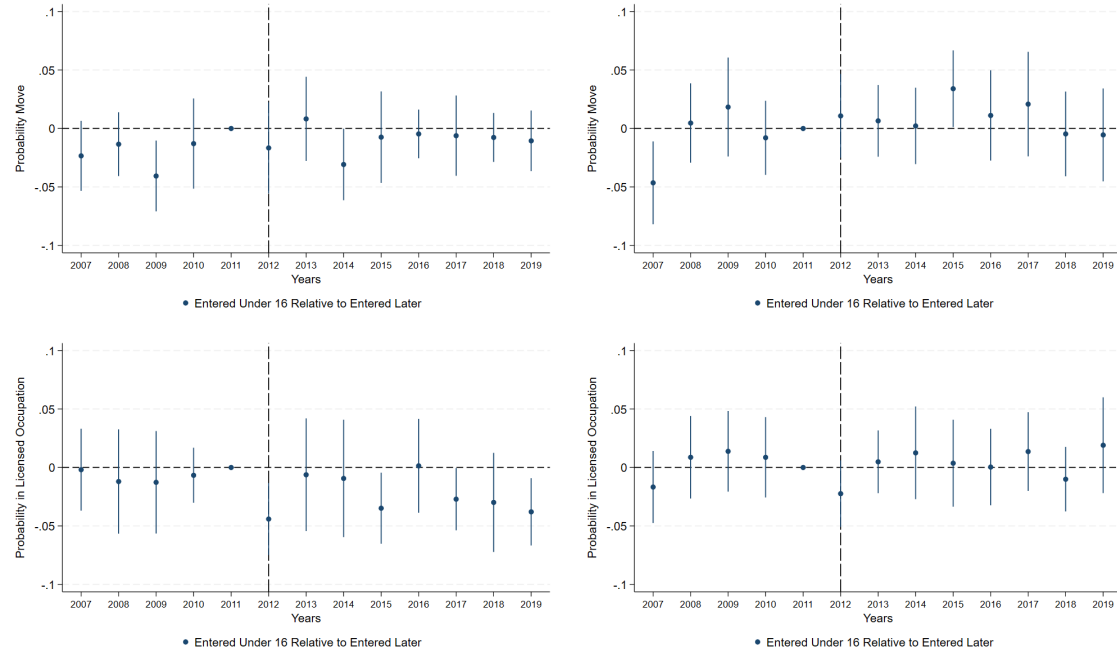 Probability Move
.1
.05
0
-.05
-.1
2007 2008 2009 2010 2011 2012 2013 2014 2015 2016 2017 2018 2019
Years
Entered Under 16 Relative to Entered Later
Probability Move
.1
.05
0
-.05
-.1
2007 2008 2009 2010 2011 2012 2013 2014 2015 2016 2017 2018 2019
Years
Entered Under 16 Relative to Entered Later
Probability in Licensed Occupation
.1
.05
0
-.05
-.1
2007 2008 2009 2010 2011 2012 2013 2014 2015 2016 2017 2018 2019
Years
Entered Under 16 Relative to Entered Later
Probability in Licensed Occupation
.1
.05
0
-.05
-.1
2007 2008 2009 2010 2011 2012 2013 2014 2015 2016 2017 2018 2019
Years
Entered Under 16 Relative to Entered Later